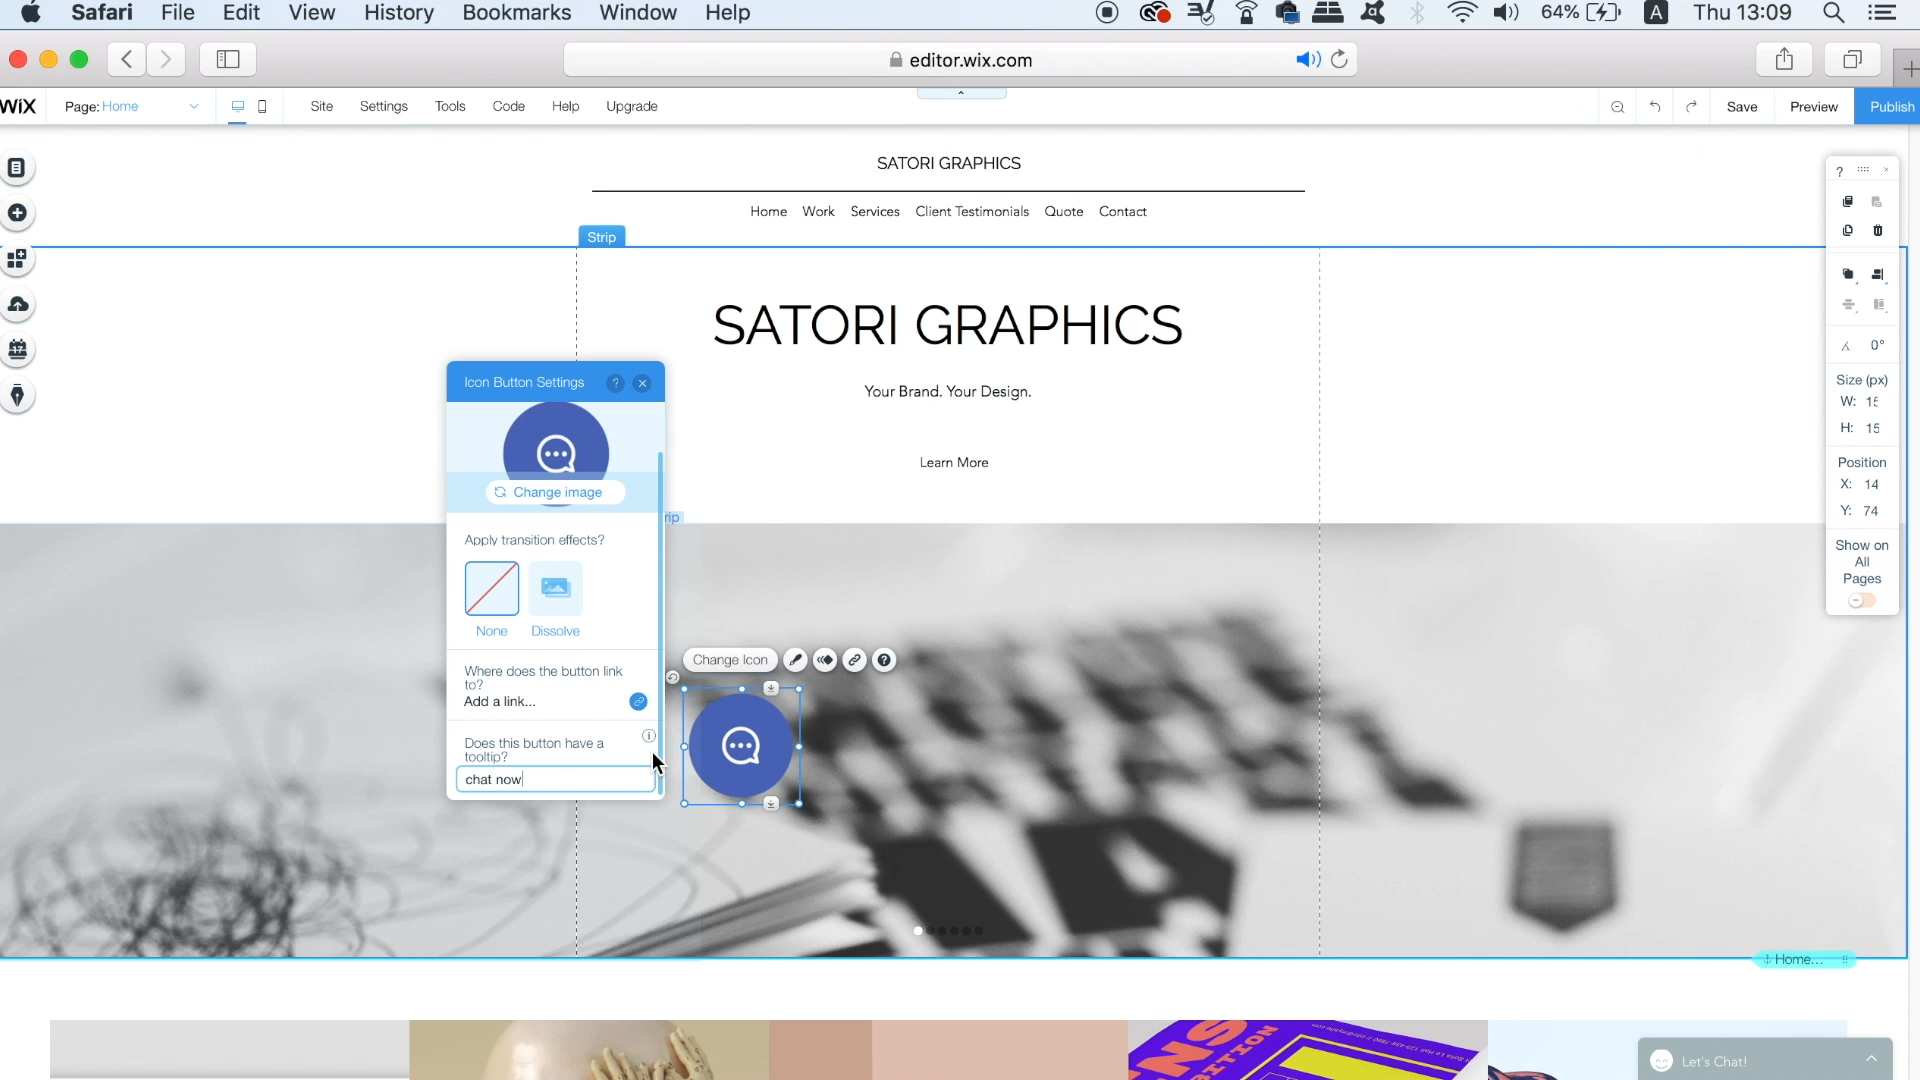 Safari File Edit View History Bookmarks Window Help
64% A Thu 13:09
editor.wix.com
WiX Page: Home Site Settings Tools Code Help Upgrade Save Preview Publish
SATORI GRAPHICS
Home Work Services Client Testimonials Quote Contact
Strip
SATORI GRAPHICS
Your Brand. Your Design.
Learn More
Icon Button Settings ? ×
Change image
Apply transition effects?
None Dissolve
Where does the button link
to?
Add a link...
Does this button have a
tooltip?
chat now
rip
Change Icon
?
?
0°
Size (px)
W: 15
H: 15
Position
X: 14
Y: 74
Show on
All
Pages
Home...
Let's Chat!